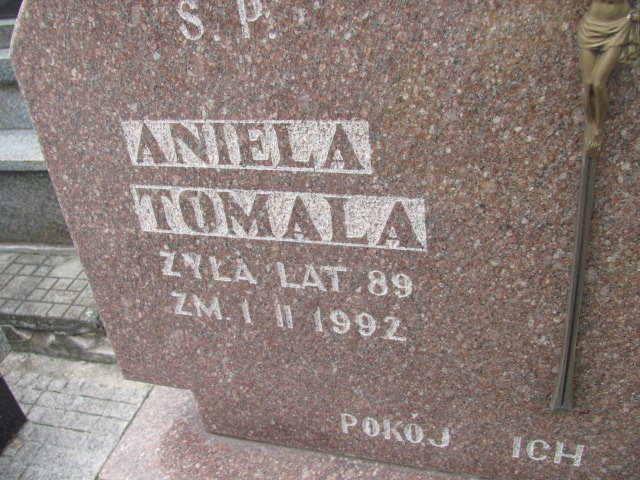 Ś.P.
ANIELA
TOMALA
ŻYŁA LAT 89
ZM. 1 II 1992
POKÓJ ICH